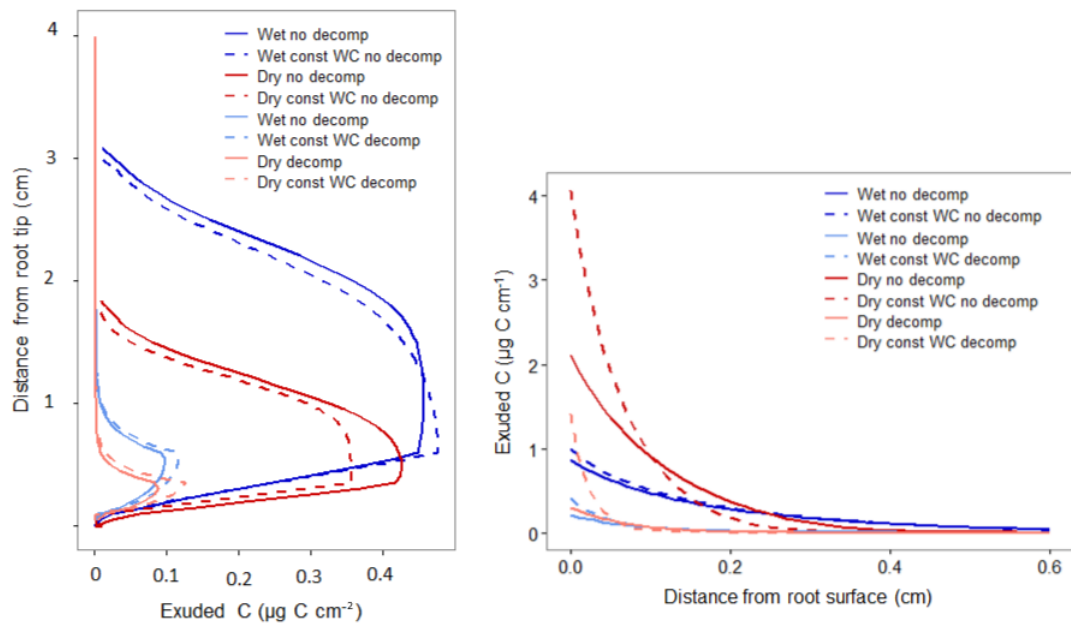 4
3
2
1
Distance from root tip (cm)
Wet no decomp
Wet const WC no decomp
Dry no decomp
Dry const WC no decomp
Wet no decomp
Wet const WC decomp
Dry decomp
Dry const WC decomp
0 0.1 0.2 0.3 0.4
Exuded C (µg C cm⁻²)
4
3
2
1
0
Exuded C (µg C cm⁻¹)
Wet no decomp
Wet const WC no decomp
Wet no decomp
Wet const WC decomp
Dry no decomp
Dry const WC no decomp
Dry decomp
Dry const WC decomp
0.0 0.2 0.4 0.6
Distance from root surface (cm)